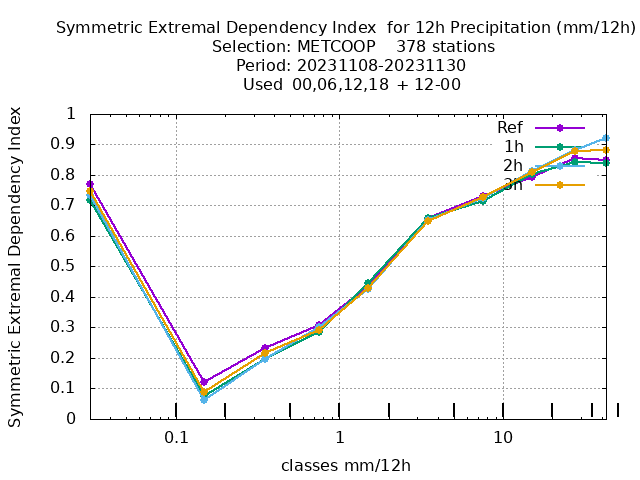 Symmetric Extremal Dependency Index  for 12h Precipitation (mm/12h)
Selection: METCOOP    378 stations
Period: 20231108-20231130
Used  00,06,12,18  + 12-00
Symmetric Extremal Dependency Index
1
0.9
0.8
0.7
0.6
0.5
0.4
0.3
0.2
0.1
0
Ref
1h
2h
3h
0.1
1
10
classes mm/12h